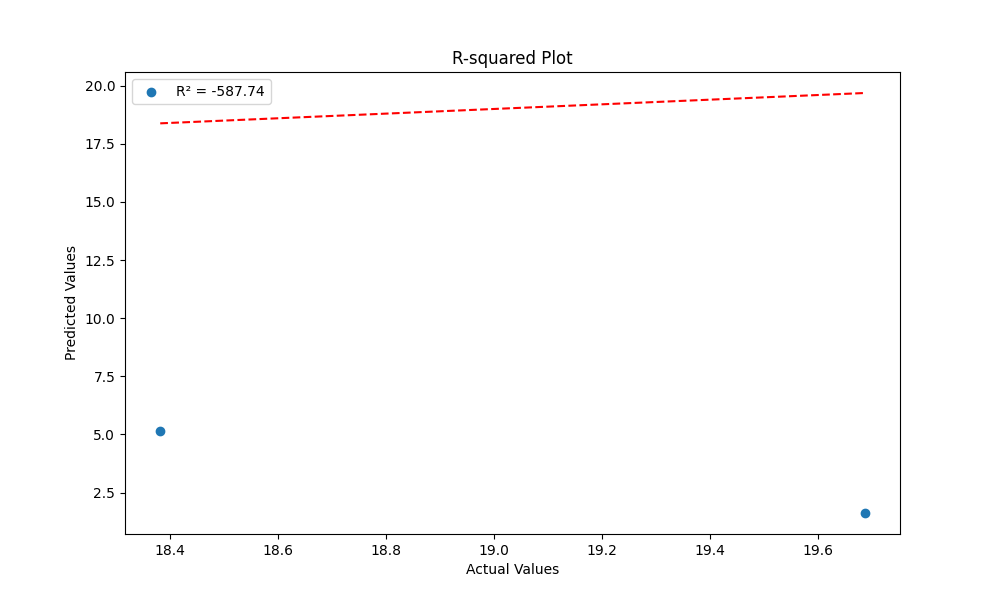 R-squared Plot
R² = -587.74
20.0
17.5
15.0
12.5
10.0
7.5
5.0
2.5
Predicted Values
18.4 18.6 18.8 19.0 19.2 19.4 19.6
Actual Values